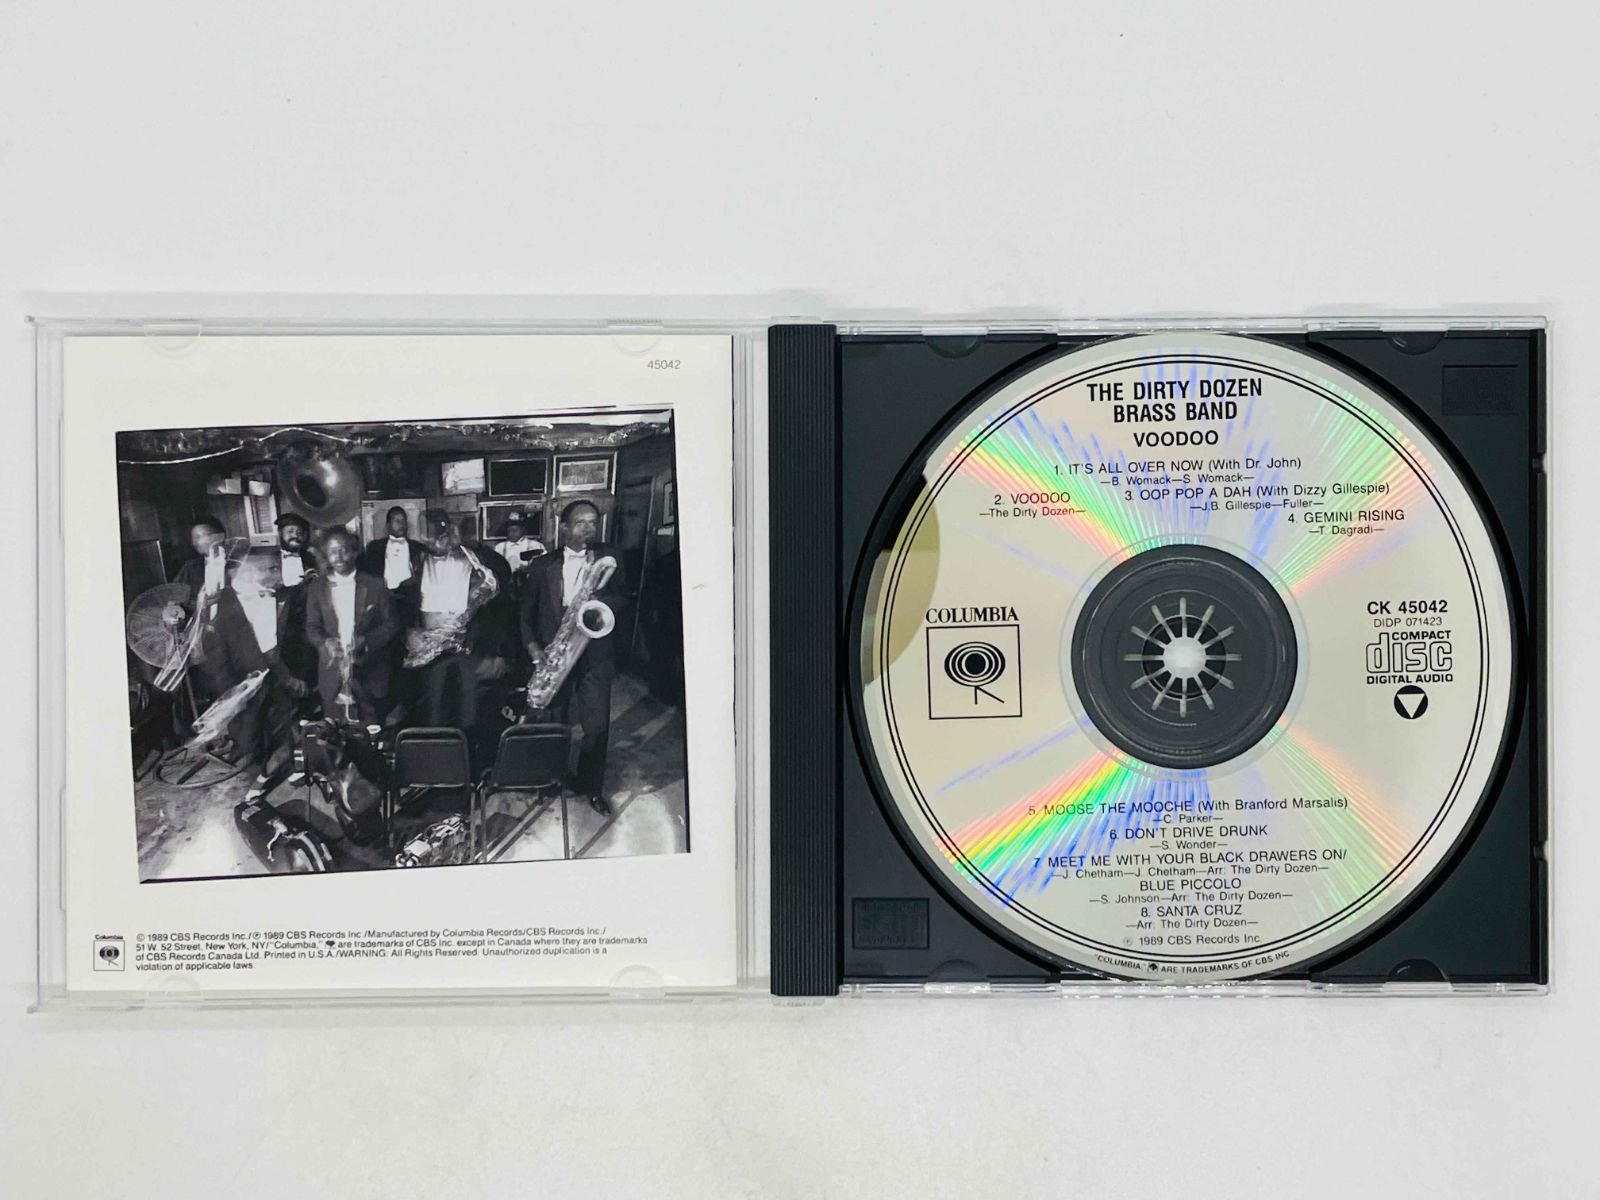 45042
Columbia
© 1989 CBS Records Inc./℗ 1989 CBS Records Inc./Manufactured by Columbia Records/CBS Records Inc./
51 W. 52 Street, New York, NY/"Columbia," are trademarks of CBS Inc. except in Canada where they are trademarks
of CBS Records Canada Ltd. Printed in U.S.A./WARNING: All Rights Reserved. Unauthorized duplication is a
violation of applicable laws.
THE DIRTY DOZEN
BRASS BAND
VOODOO
1. IT'S ALL OVER NOW (With Dr. John)
—B. Womack—S. Womack—
2. VOODOO
—The Dirty Dozen—
3. OOP POP A DAH (With Dizzy Gillespie)
—J.B. Gillespie—Fuller—
4. GEMINI RISING
—T. Dagradi—
COLUMBIA
CK 45042
DIDP 071423
COMPACT
disc
DIGITAL AUDIO
5. MOOSE THE MOOCHE (With Branford Marsalis)
—C. Parker—
6. DON'T DRIVE DRUNK
—S. Wonder—
7. MEET ME WITH YOUR BLACK DRAWERS ON/
—J. Chetham—J. Chetham—Arr: The Dirty Dozen—
BLUE PICCOLO
—S. Johnson—Arr: The Dirty Dozen—
8. SANTA CRUZ
—Arr: The Dirty Dozen—
℗ 1989 CBS Records Inc.
"COLUMBIA," ARE TRADEMARKS OF CBS INC.